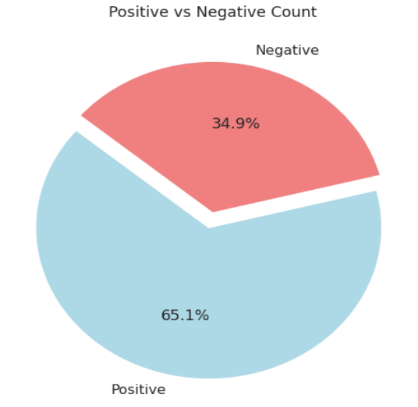 Positive vs Negative Count
Negative
34.9%
65.1%
Positive